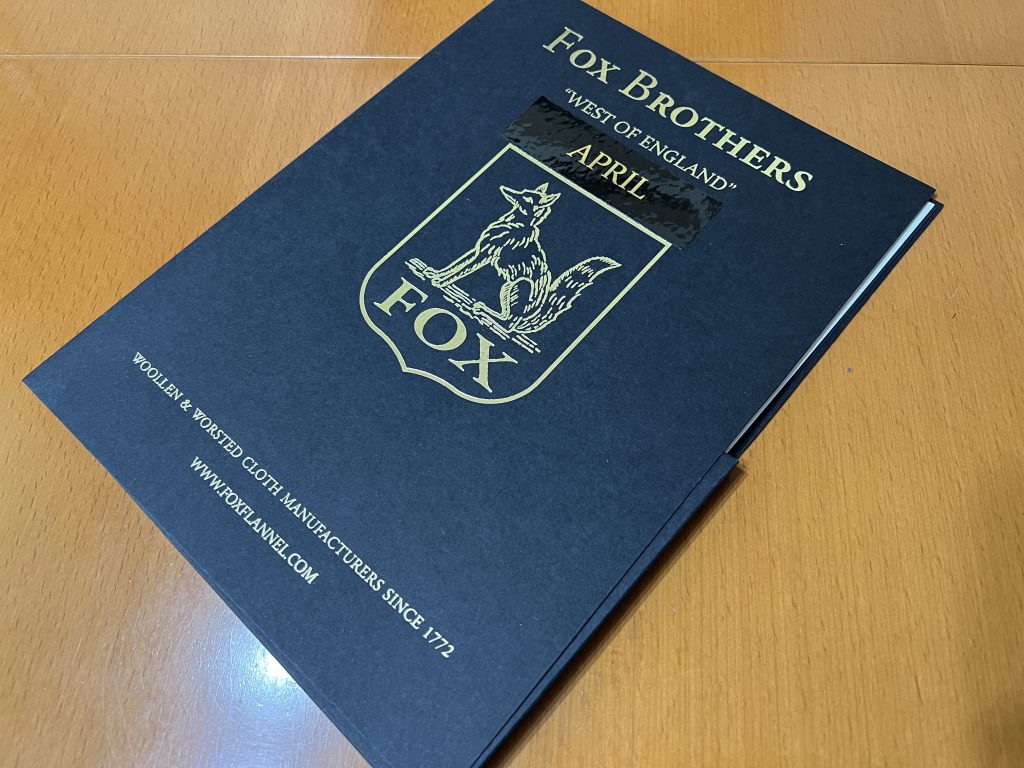 FOX BROTHERS
“WEST OF ENGLAND”
APRIL
FOX
WOOLLEN & WORSTED CLOTH MANUFACTURERS SINCE 1772
WWW.FOXFLANNEL.COM